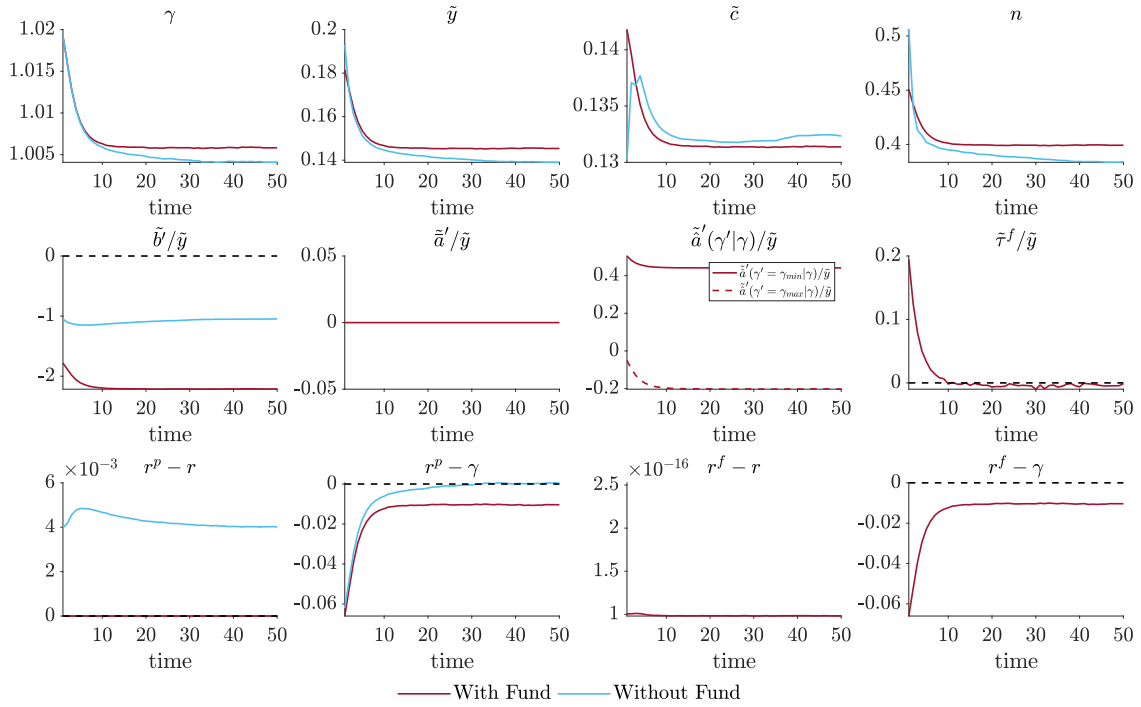 γ ỹ c̃ n
1.02 0.2 0.14 0.5
1.015 0.18 0.45
1.01 0.16 0.135
1.005 0.14 0.13 0.4
10 20 30 40 50 10 20 30 40 50 10 20 30 40 50 10 20 30 40 50
time time time time
b̃′/ỹ ã̄′/ỹ ã̂′(γ′|γ)/ỹ τ̃ᶠ/ỹ
0 0.05 0.4 0.2
ã̂′(γ′ = γmin|γ)/ỹ
ã̂′(γ′ = γmax|γ)/ỹ
-1 0 0.2 0.1
0
-2 -0.05 -0.2 0
10 20 30 40 50 10 20 30 40 50 10 20 30 40 50 10 20 30 40 50
time time time time
×10⁻³ rᵖ − r rᵖ − γ ×10⁻¹⁶ rᶠ − r rᶠ − γ
6 0 2.5 0
4 -0.02 2 -0.02
2 -0.04 1.5 -0.04
0 -0.06 1 -0.06
10 20 30 40 50 10 20 30 40 50 10 20 30 40 50 10 20 30 40 50
time time time time
With Fund Without Fund